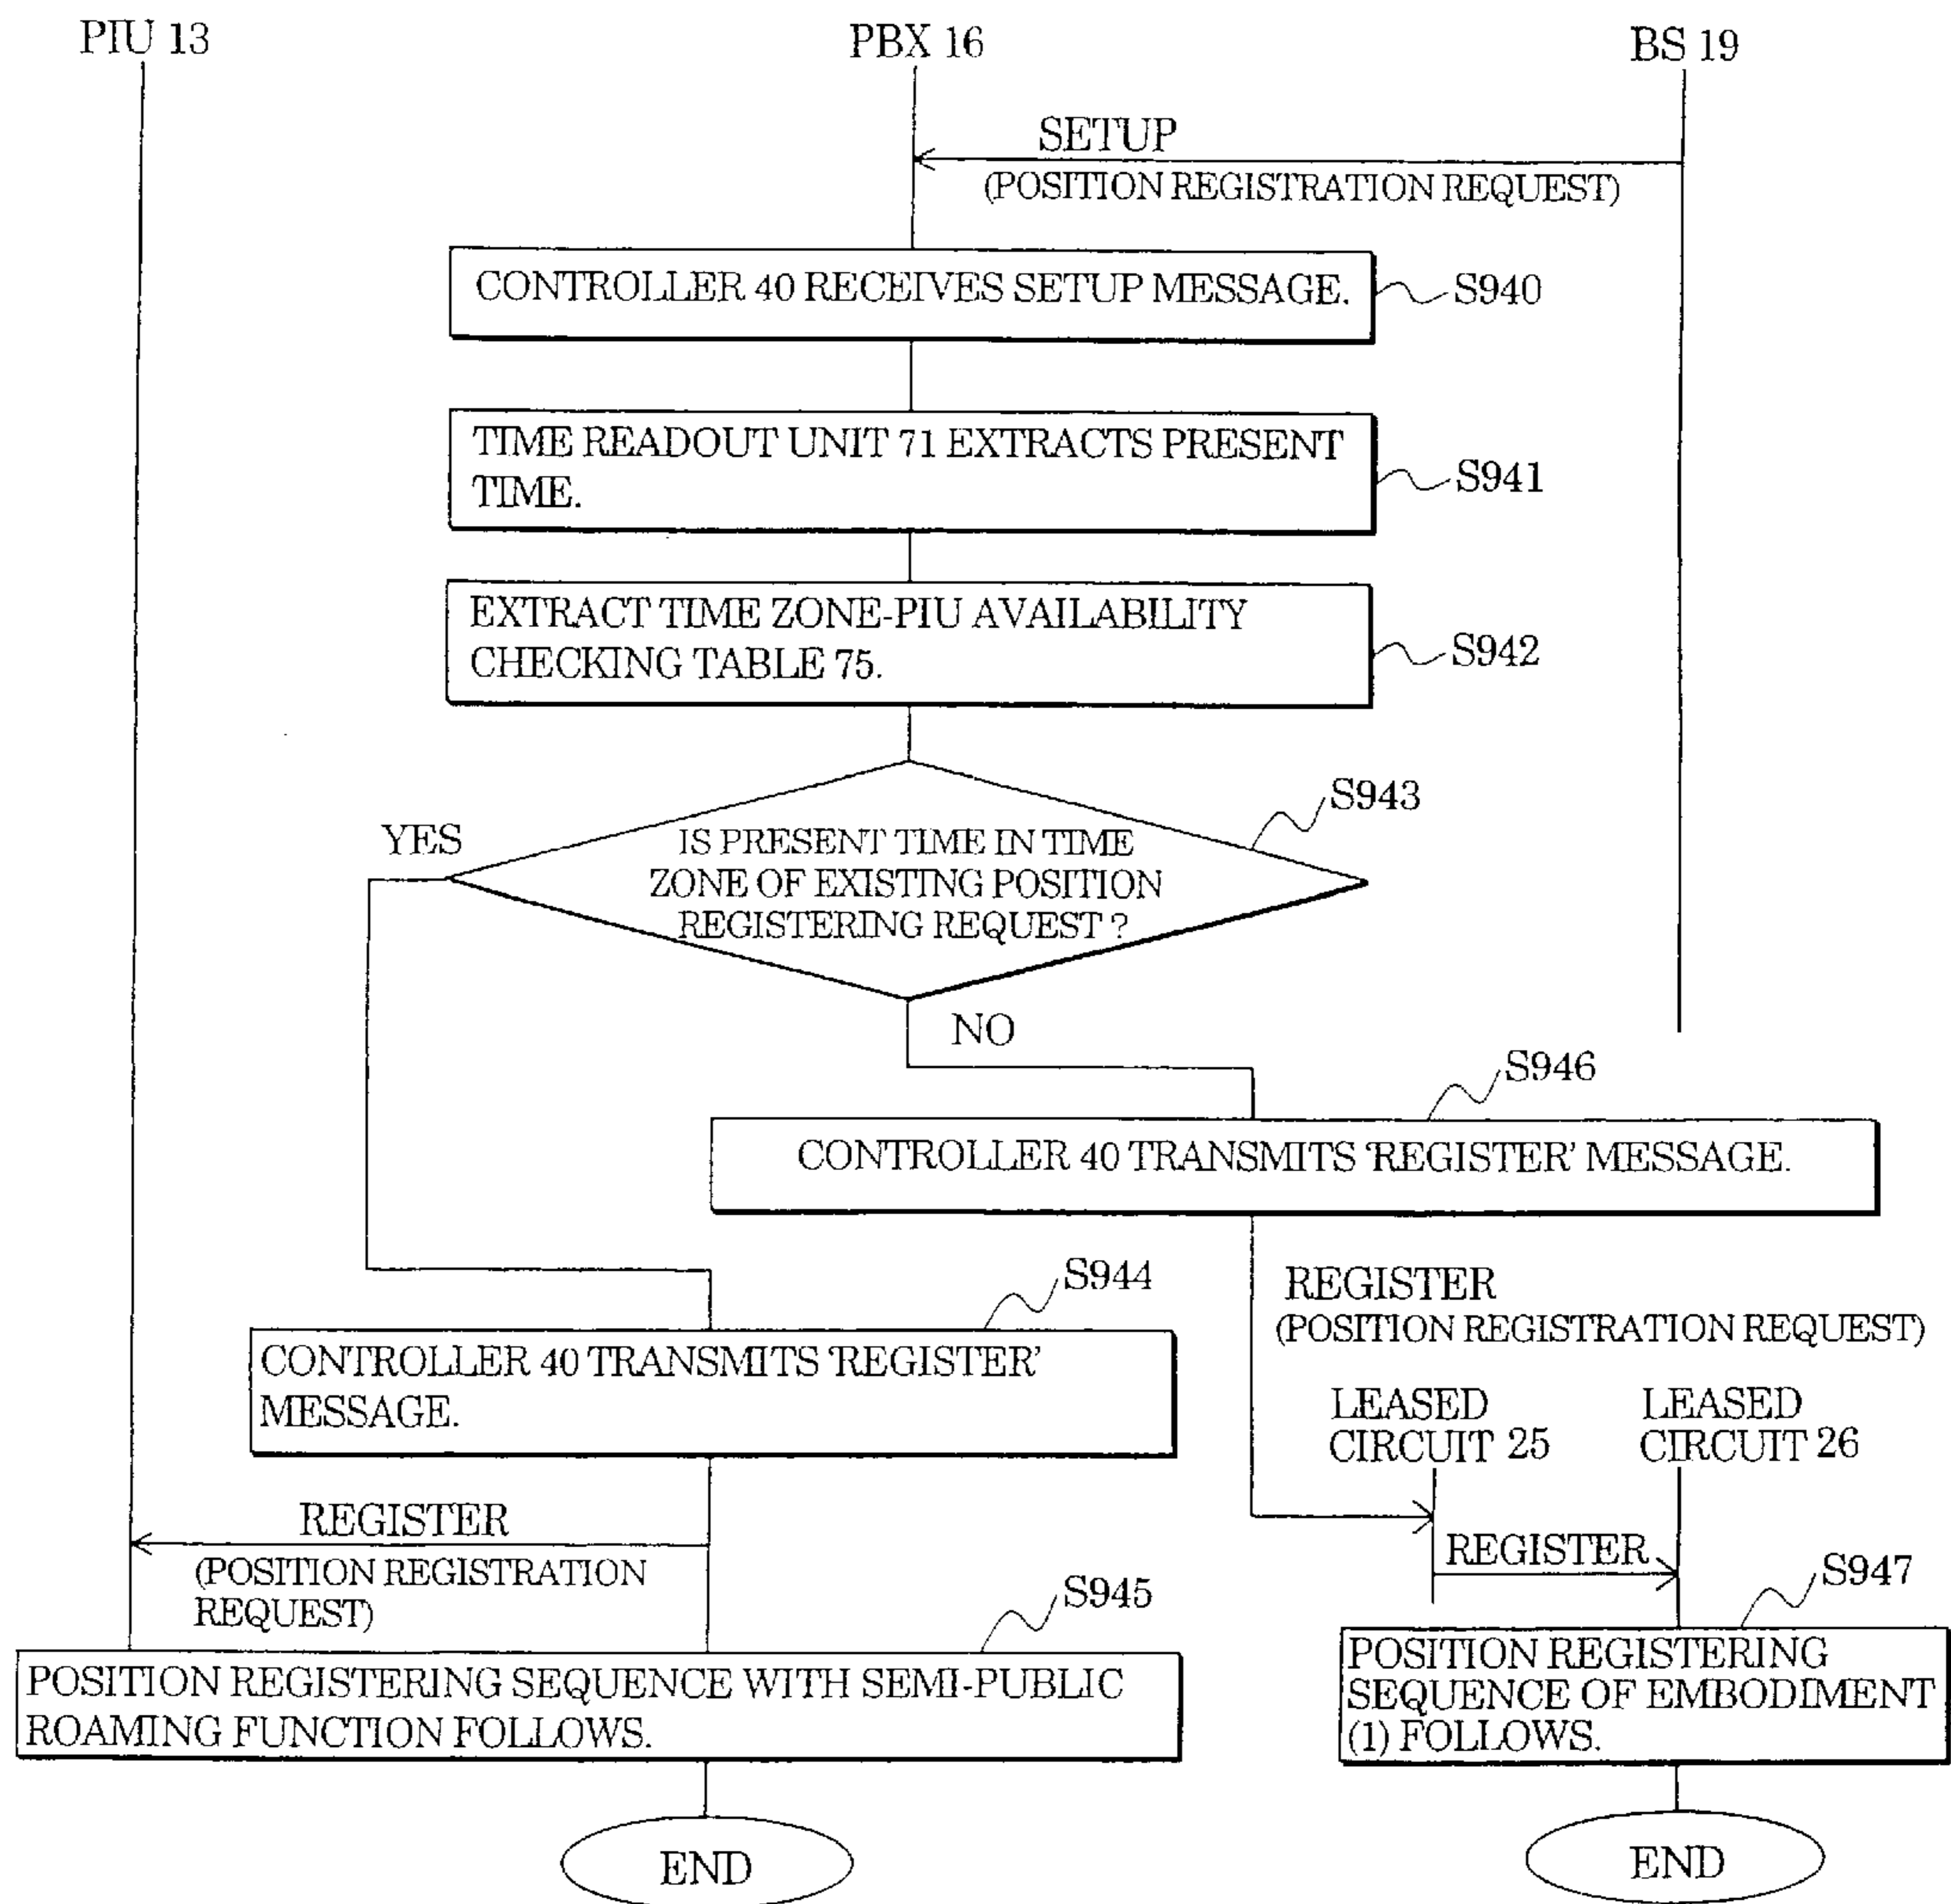 PIU 13
PBX 16
BS 19
SETUP
(POSITION REGISTRATION REQUEST)
CONTROLLER 40 RECEIVES SETUP MESSAGE.
S940
TIME READOUT UNIT 71 EXTRACTS PRESENT
TIME.
S941
EXTRACT TIME ZONE-PIU AVAILABILITY
CHECKING TABLE 75.
S942
S943
YES
IS PRESENT TIME IN TIME
ZONE OF EXISTING POSITION
REGISTERING REQUEST ?
NO
S946
CONTROLLER 40 TRANSMITS 'REGISTER' MESSAGE.
S944
REGISTER
(POSITION REGISTRATION REQUEST)
CONTROLLER 40 TRANSMITS 'REGISTER'
MESSAGE.
LEASED
CIRCUIT 25
LEASED
CIRCUIT 26
REGISTER
(POSITION REGISTRATION
REQUEST)
REGISTER
S945
S947
POSITION REGISTERING SEQUENCE WITH SEMI-PUBLIC
ROAMING FUNCTION FOLLOWS.
POSITION REGISTERING
SEQUENCE OF EMBODIMENT
(1) FOLLOWS.
END
END